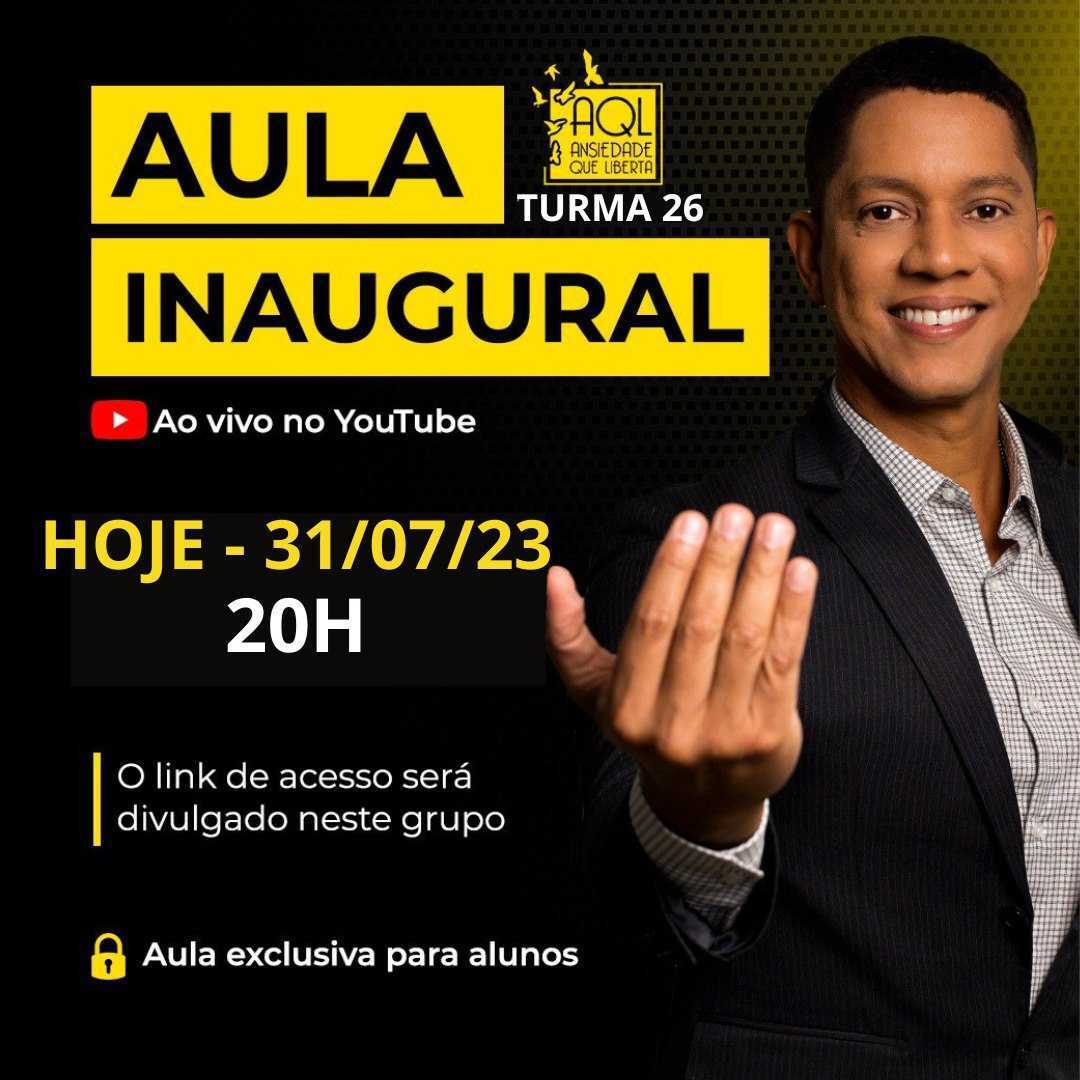 AULA
AQL
ANSIEDADE
QUE LIBERTA
TURMA 26
INAUGURAL
Ao vivo no YouTube
HOJE - 31/07/23
20H
O link de acesso será
divulgado neste grupo
Aula exclusiva para alunos